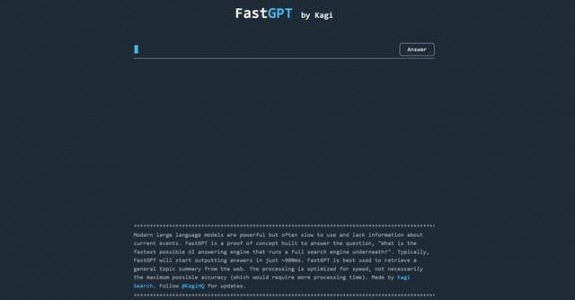 FastGPT by Kagi
Answer
Modern large language models are powerful but often slow to use and lack information about
current events. FastGPT is a proof of concept built to answer the question, "What is the
fastest possible AI answering engine that runs a full search engine underneath?". Typically,
FastGPT will start outputting answers in just ~900ms. FastGPT is best used to retrieve a
general topic summary from the web. The processing is optimized for speed, not necessarily
the maximum possible accuracy (which would require more processing time). Made by Kagi
Search. Follow @KagiHQ for updates.